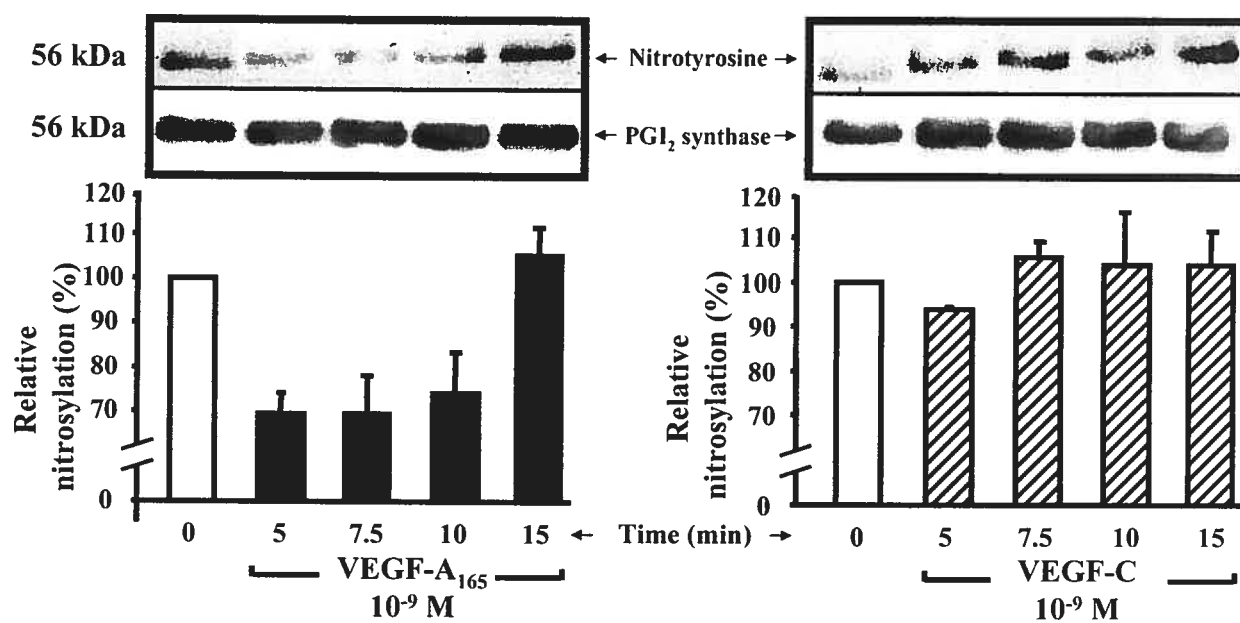 56 kDa
← Nitrotyrosine →
56 kDa
← PGI₂ synthase →
120
110
100
90
80
70
0
Relative
nitrosylation (%)
120
110
100
90
80
70
0
Relative
nitrosylation (%)
0 5 7.5 10 15 ← Time (min) → 0 5 7.5 10 15
VEGF-A₁₆₅
10⁻⁹ M
VEGF-C
10⁻⁹ M